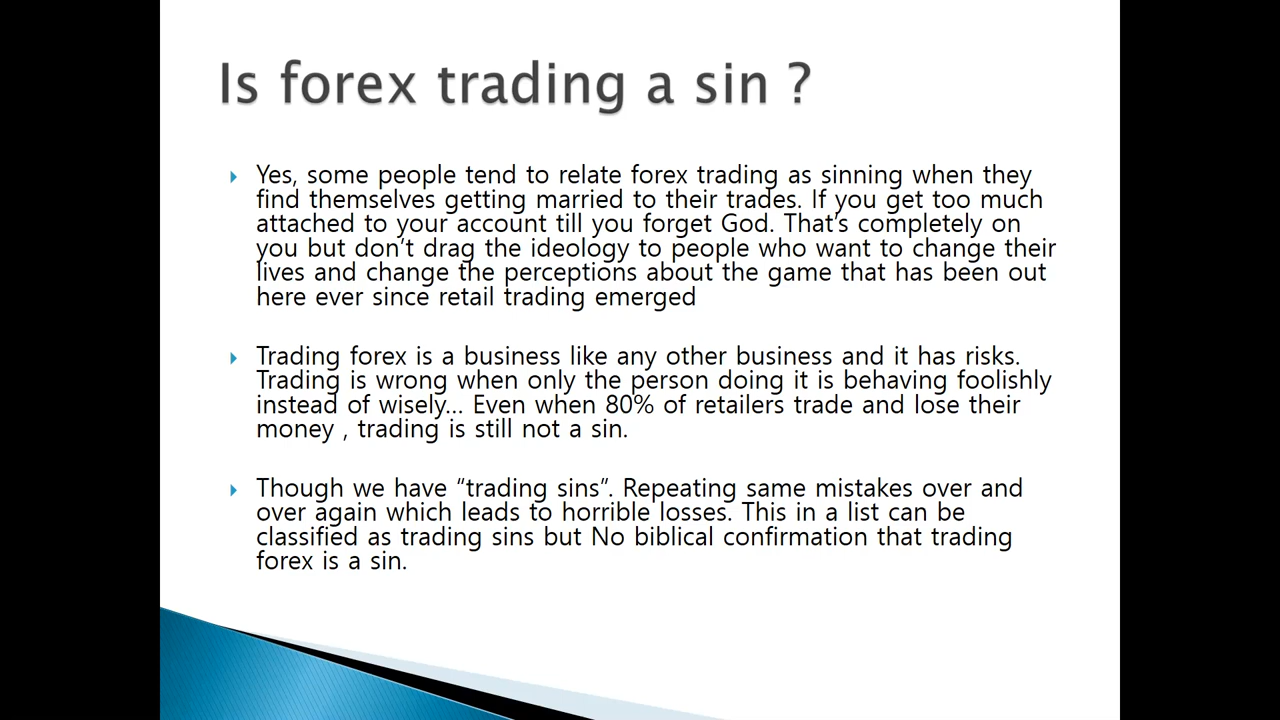 Is forex trading a sin ?
Yes, some people tend to relate forex trading as sinning when they
find themselves getting married to their trades. If you get too much
attached to your account till you forget God. That's completely on
you but don't drag the ideology to people who want to change their
lives and change the perceptions about the game that has been out
here ever since retail trading emerged
Trading forex is a business like any other business and it has risks.
Trading is wrong when only the person doing it is behaving foolishly
instead of wisely... Even when 80% of retailers trade and lose their
money , trading is still not a sin.
Though we have “trading sins”. Repeating same mistakes over and
over again which leads to horrible losses. This in a list can be
classified as trading sins but No biblical confirmation that trading
forex is a sin.